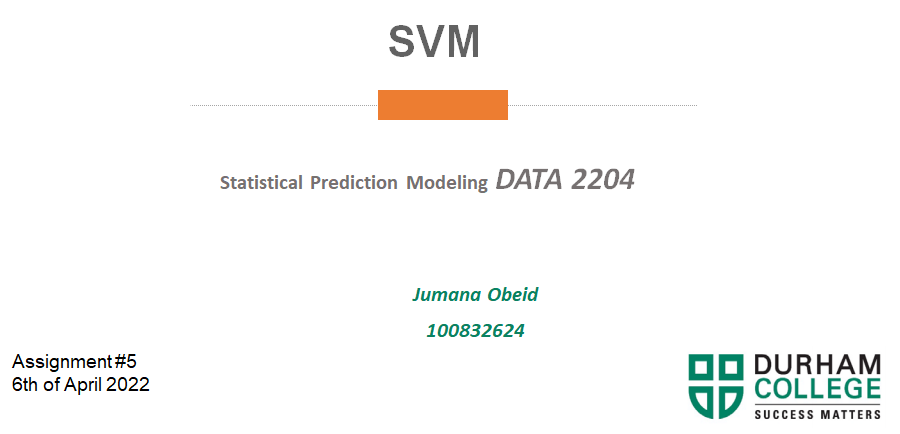 SVM
Statistical Prediction Modeling DATA 2204
Jumana Obeid
100832624
Assignment #5
6th of April 2022
DURHAM
COLLEGE
SUCCESS MATTERS